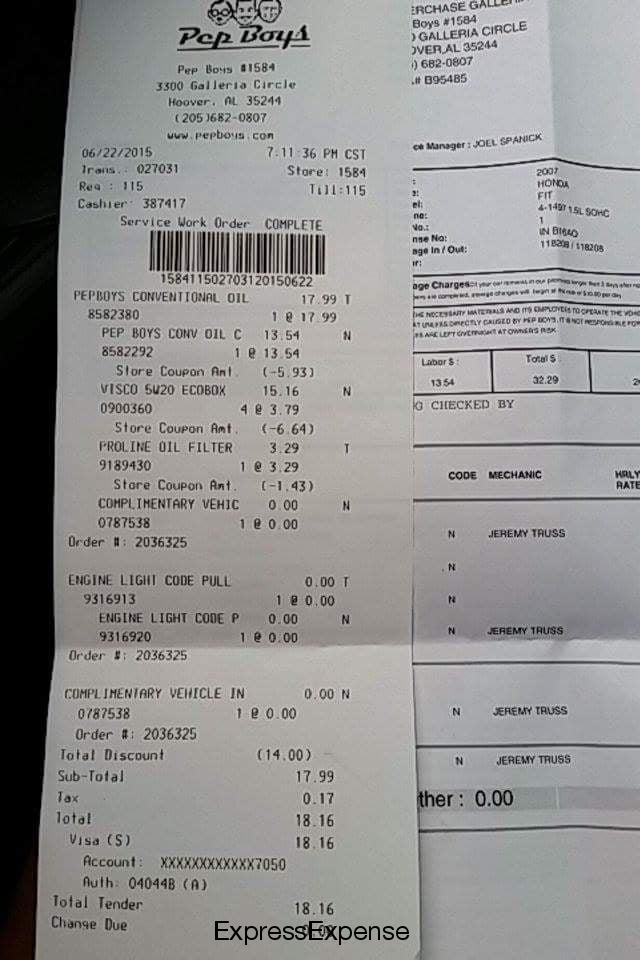 Pep Boys
Pep Boys #1584
3300 Galleria Circle
Hoover, AL 35244
(205)682-0807
www.pepboys.com
06/22/2015 7:11:36 PM CST
Trans.: 027031 Store: 1584
Reg : 115 Till:115
Cashier: 387417
Service Work Order COMPLETE
158411502703120150622
PEPBOYS CONVENTIONAL OIL 17.99 T
8582380 1 @ 17.99
PEP BOYS CONV OIL C 13.54 N
8582292 1 @ 13.54
Store Coupon Amt. (-5.93)
VISCO 5W20 ECOBOX 15.16 N
0900360 4 @ 3.79
Store Coupon Amt. (-6.64)
PROLINE OIL FILTER 3.29 T
9189430 1 @ 3.29
Store Coupon Amt. (-1.43)
COMPLIMENTARY VEHIC 0.00 N
0787538 1 @ 0.00
Order #: 2036325
ENGINE LIGHT CODE PULL 0.00 T
9316913 1 @ 0.00
ENGINE LIGHT CODE P 0.00 N
9316920 1 @ 0.00
Order #: 2036325
COMPLIMENTARY VEHICLE IN 0.00 N
0787538 1 @ 0.00
Order #: 2036325
Total Discount (14.00)
Sub-Total 17.99
Tax 0.17
Total 18.16
Visa (S) 18.16
Account: XXXXXXXXXXXX7050
Auth: 04044B (A)
Total Tender 18.16
Change Due
ExpressExpense
Boys #1584
GALLERIA CIRCLE
OVER,AL 35244
) 682-0807
.# B95485
ce Manager : JOEL SPANICK
2007
HONDA
FIT
4-1497 1.5L SOHC
1
IN B16AO
118208 / 118208
nse No:
age In / Out:
age Charges:
Labor $ : Total $ :
13.54 32.29
G CHECKED BY
CODE MECHANIC HRLY RATE
N JEREMY TRUSS
. N
N
N JEREMY TRUSS
N JEREMY TRUSS
N JEREMY TRUSS
ther : 0.00